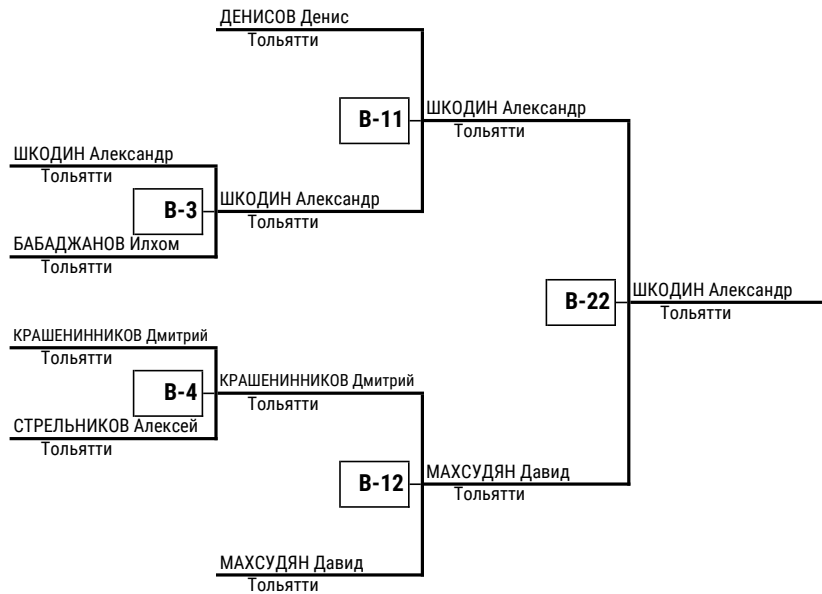 ДЕНИСОВ Денис
Тольятти
B-11
ШКОДИН Александр
Тольятти
ШКОДИН Александр
Тольятти
B-3
ШКОДИН Александр
Тольятти
БАБАДЖАНОВ Илхом
Тольятти
B-22
ШКОДИН Александр
Тольятти
КРАШЕНИННИКОВ Дмитрий
Тольятти
B-4
КРАШЕНИННИКОВ Дмитрий
Тольятти
СТРЕЛЬНИКОВ Алексей
Тольятти
B-12
МАХСУДЯН Давид
Тольятти
МАХСУДЯН Давид
Тольятти